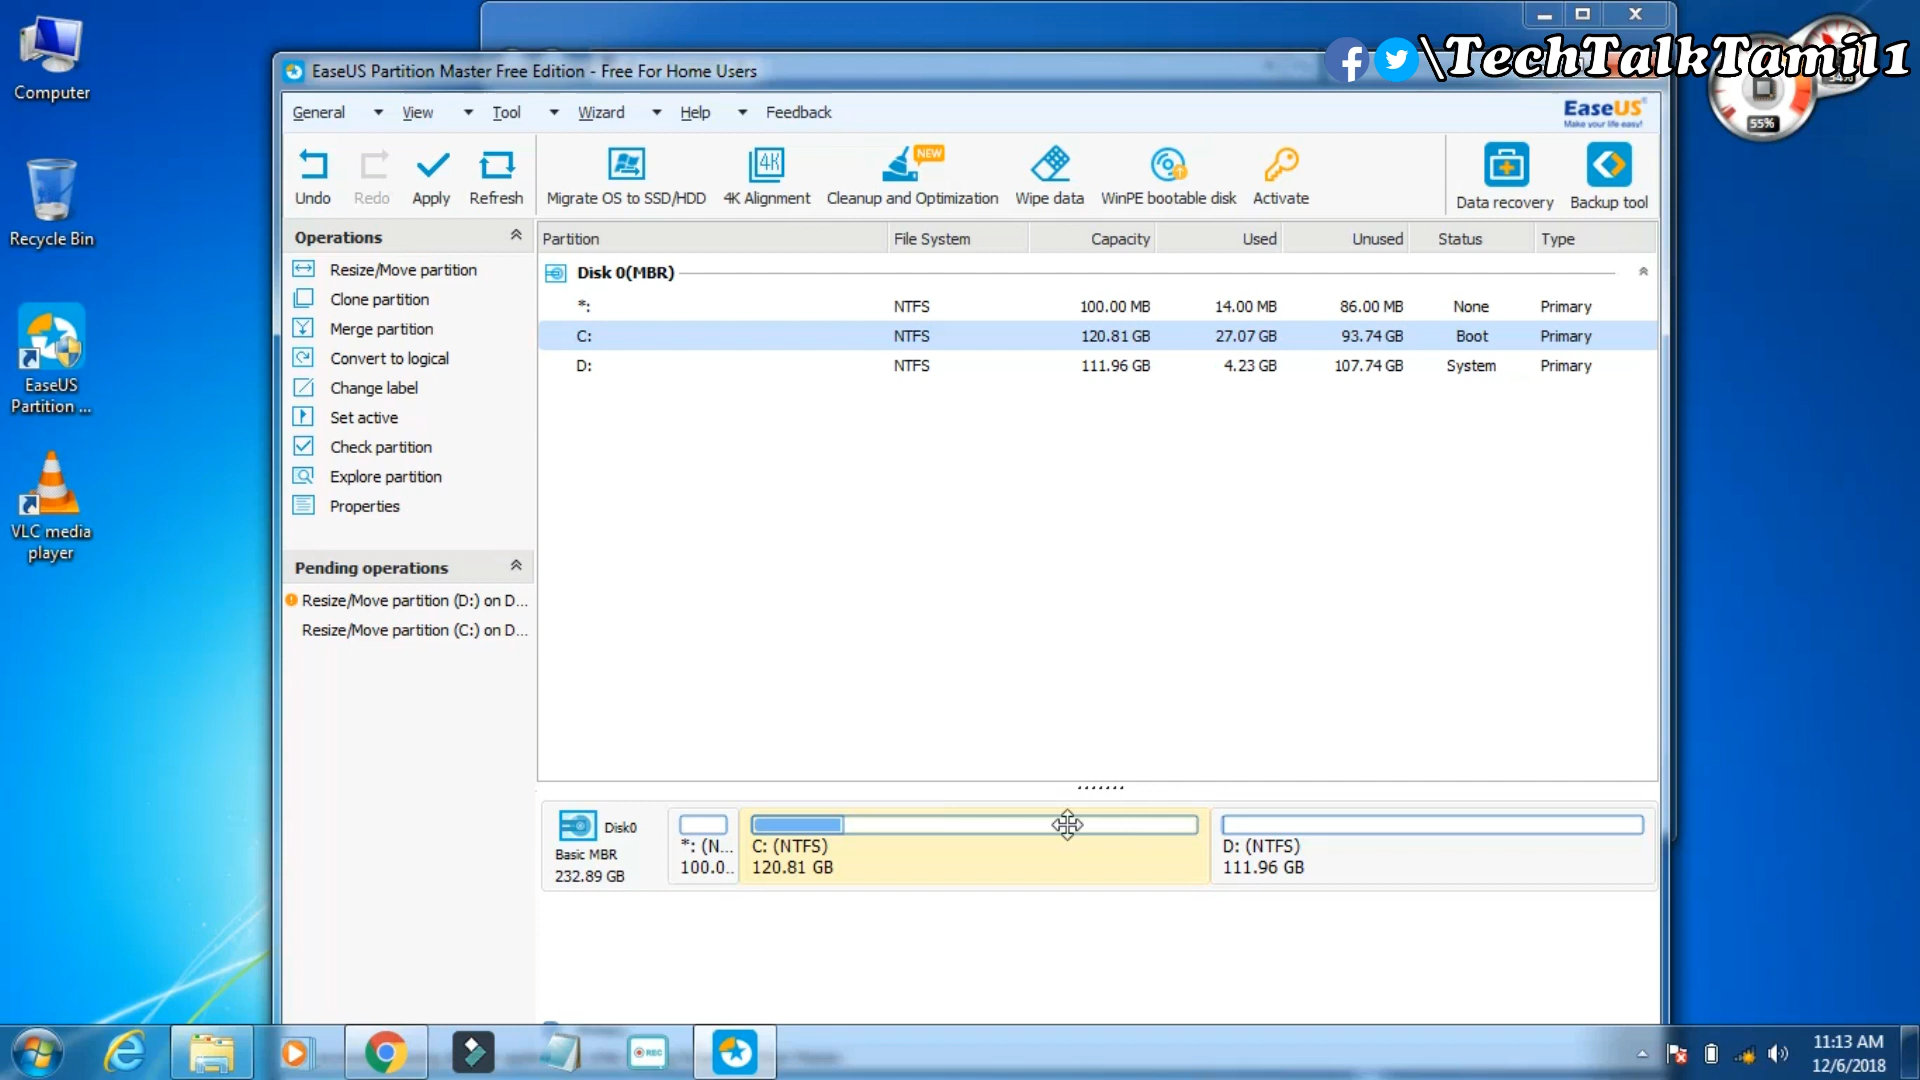 \TechTalkTamil1
EaseUS Partition Master Free Edition - Free For Home Users
General View Tool Wizard Help Feedback
EaseUS
Make your life easy!
Undo Redo Apply Refresh
4K NEW
Migrate OS to SSD/HDD 4K Alignment Cleanup and Optimization Wipe data WinPE bootable disk Activate Data recovery Backup tool
Operations
Resize/Move partition
Clone partition
Merge partition
Convert to logical
Change label
Set active
Check partition
Explore partition
Properties
Pending operations
Resize/Move partition (D:) on D...
Resize/Move partition (C:) on D...
Partition File System Capacity Used Unused Status Type
Disk 0(MBR)
*: NTFS 100.00 MB 14.00 MB 86.00 MB None Primary
C: NTFS 120.81 GB 27.07 GB 93.74 GB Boot Primary
D: NTFS 111.96 GB 4.23 GB 107.74 GB System Primary
Disk0
Basic MBR
232.89 GB
*: (N...
100.0..
C: (NTFS)
120.81 GB
D: (NTFS)
111.96 GB
Computer
Recycle Bin
EaseUS
Partition ...
VLC media
player
55%
REC
11:13 AM
12/6/2018